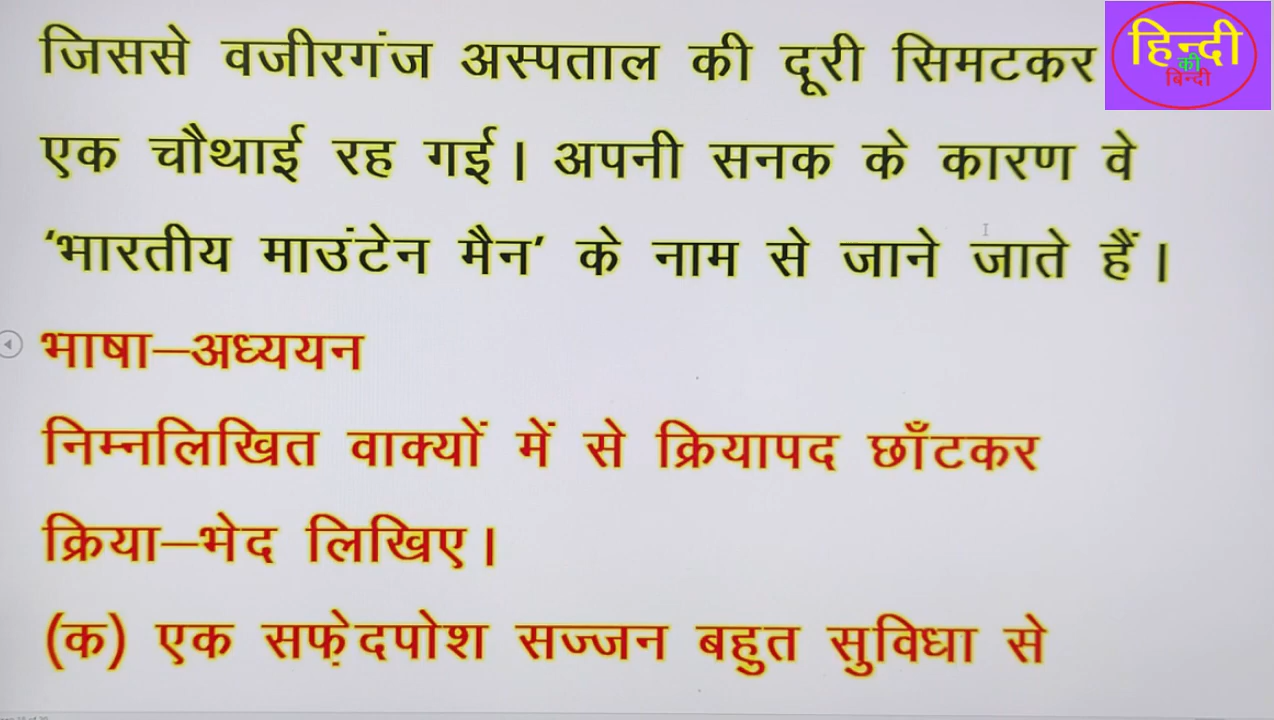 जिससे वजीरगंज अस्पताल की दूरी सिमटकर
हिन्दी
की
बिन्दी
एक चौथाई रह गई। अपनी सनक के कारण वे
‘भारतीय माउंटेन मैन’ के नाम से जाने जाते हैं।
भाषा–अध्ययन
निम्नलिखित वाक्यों में से क्रियापद छाँटकर
क्रिया–भेद लिखिए।
(क) एक सफ़ेदपोश सज्जन बहुत सुविधा से